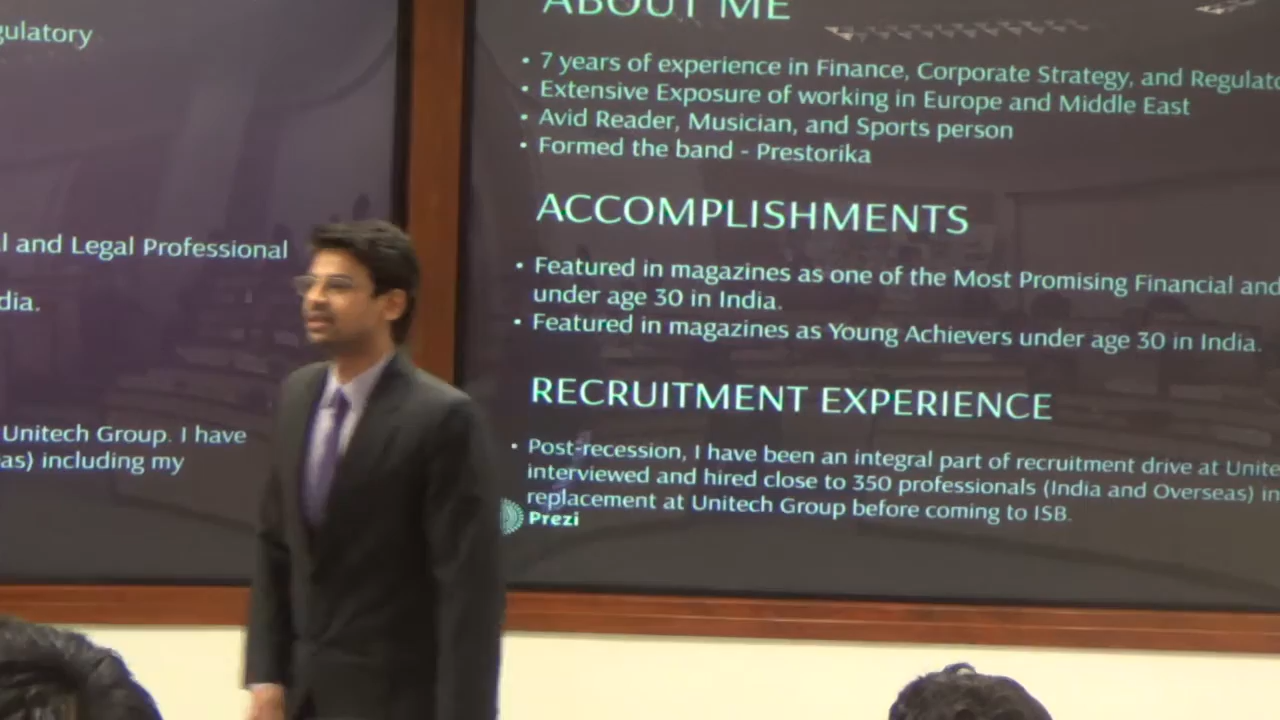 gulatory
l and Legal Professional
dia.
Unitech Group. I have
as) including my
ABOUT ME
• 7 years of experience in Finance, Corporate Strategy, and Regulato
• Extensive Exposure of working in Europe and Middle East
• Avid Reader, Musician, and Sports person
• Formed the band - Prestorika
ACCOMPLISHMENTS
• Featured in magazines as one of the Most Promising Financial and
under age 30 in India.
• Featured in magazines as Young Achievers under age 30 in India.
RECRUITMENT EXPERIENCE
• Post-recession, I have been an integral part of recruitment drive at Unite
interviewed and hired close to 350 professionals (India and Overseas) in
replacement at Unitech Group before coming to ISB.
Prezi